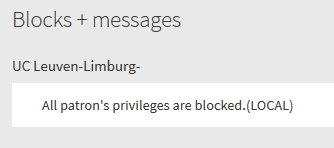 Blocks + messages
UC Leuven-Limburg-
All patron's privileges are blocked.(LOCAL)